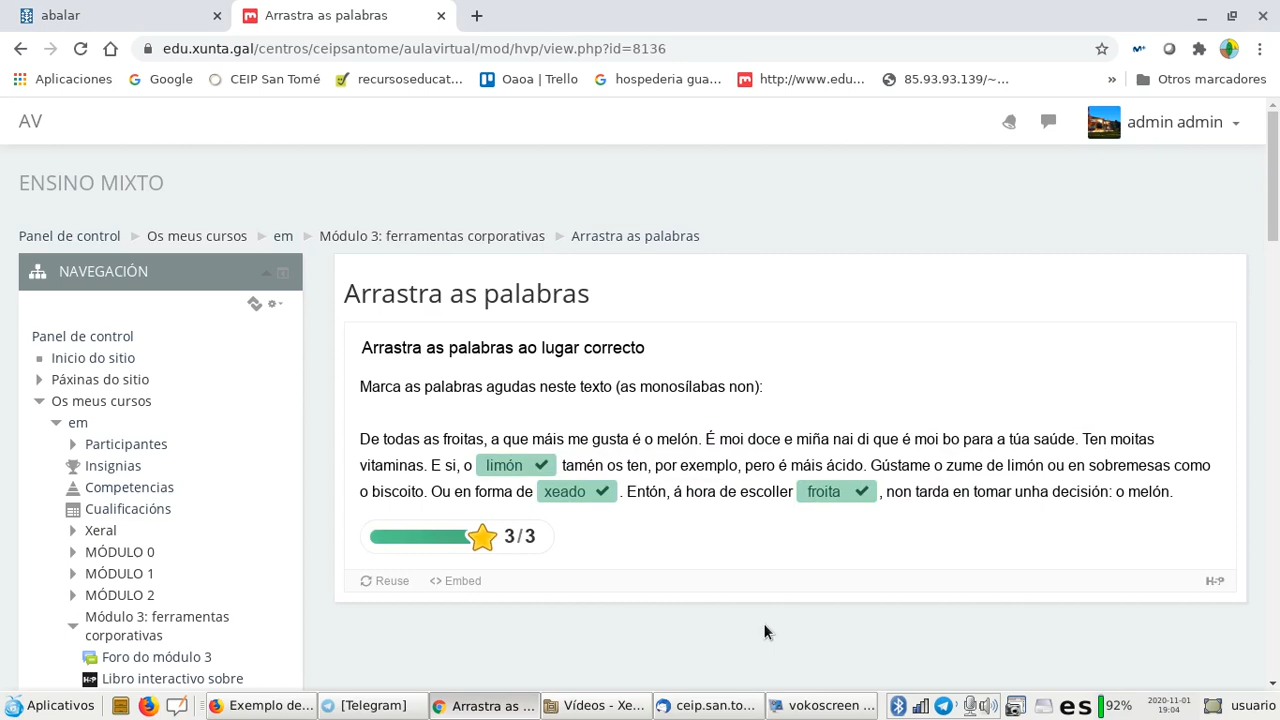 abalar
Arrastra as palabras
edu.xunta.gal/centros/ceipsantome/aulavirtual/mod/hvp/view.php?id=8136
Aplicaciones Google CEIP San Tomé recursoseducat... Oaoa | Trello hospederia gua... http://www.edu... 85.93.93.139/~... » Otros marcadores
AV
admin admin
ENSINO MIXTO
Panel de control Os meus cursos em Módulo 3: ferramentas corporativas Arrastra as palabras
NAVEGACIÓN
Panel de control
Inicio do sitio
Páxinas do sitio
Os meus cursos
em
Participantes
Insignias
Competencias
Cualificacións
Xeral
MÓDULO 0
MÓDULO 1
MÓDULO 2
Módulo 3: ferramentas
corporativas
Foro do módulo 3
H5P Libro interactivo sobre
Arrastra as palabras
Arrastra as palabras ao lugar correcto
Marca as palabras agudas neste texto (as monosílabas non):
De todas as froitas, a que máis me gusta é o melón. É moi doce e miña nai di que é moi bo para a túa saúde. Ten moitas
vitaminas. E si, o limón tamén os ten, por exemplo, pero é máis ácido. Gústame o zume de limón ou en sobremesas como
o biscoito. Ou en forma de xeado . Entón, á hora de escoller froita , non tarda en tomar unha decisión: o melón.
3/3
Reuse <> Embed H5P
Aplicativos Exemplo de... [Telegram] Arrastra as ... Vídeos - Xe... ceip.san.to... vokoscreen ... es 92% 2020-11-01 usuario
19:04